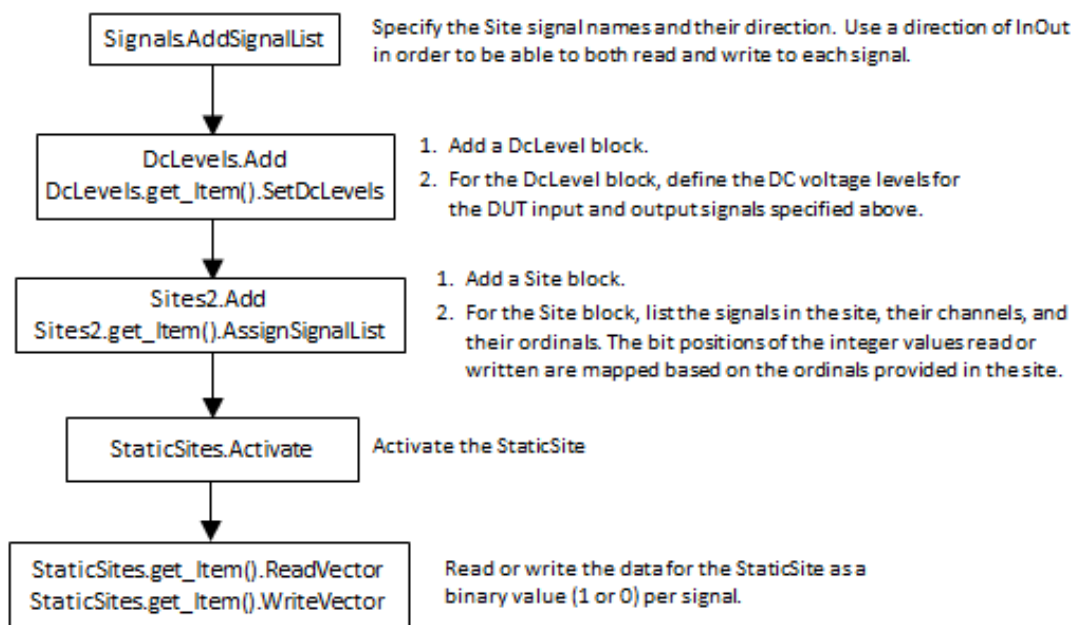 Signals.AddSignalList
Specify the Site signal names and their direction. Use a direction of InOut
in order to be able to both read and write to each signal.
DcLevels.Add
DcLevels.get_Item().SetDcLevels
1. Add a DcLevel block.
2. For the DcLevel block, define the DC voltage levels for
the DUT input and output signals specified above.
Sites2.Add
Sites2.get_Item().AssignSignalList
1. Add a Site block.
2. For the Site block, list the signals in the site, their channels, and
their ordinals. The bit positions of the integer values read or
written are mapped based on the ordinals provided in the site.
StaticSites.Activate
Activate the StaticSite
StaticSites.get_Item().ReadVector
StaticSites.get_Item().WriteVector
Read or write the data for the StaticSite as a
binary value (1 or 0) per signal.